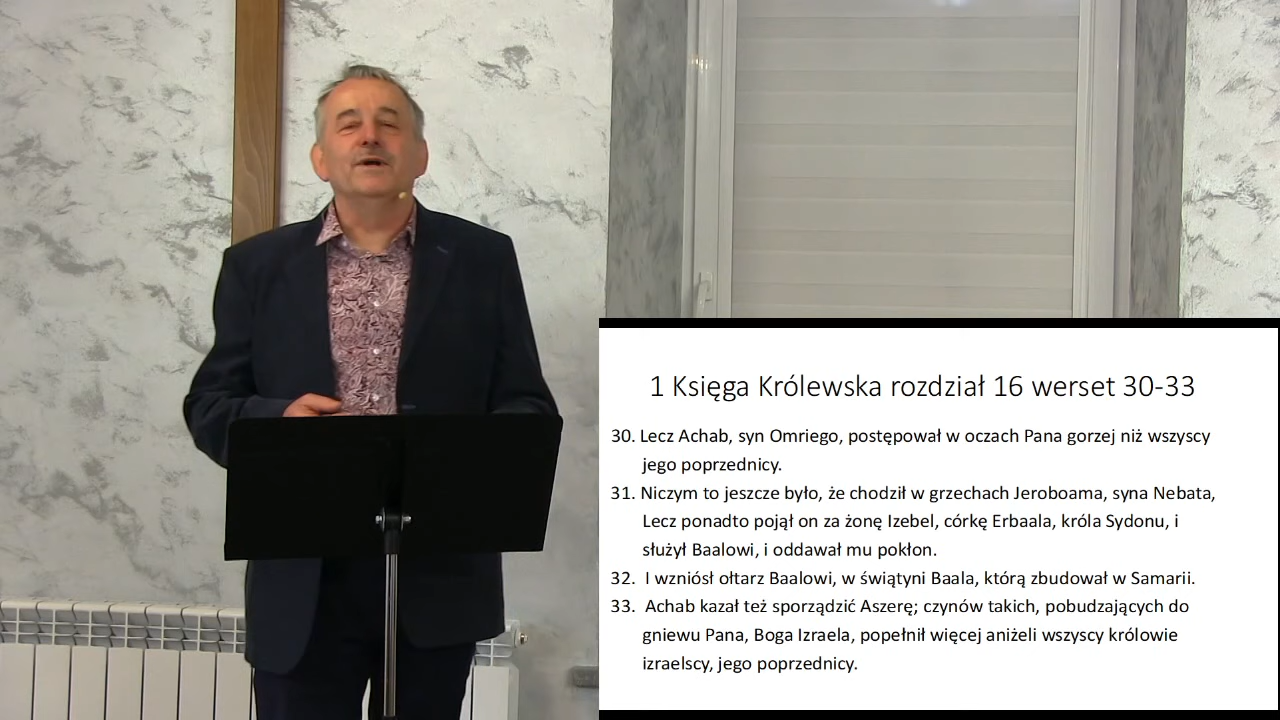 1 Księga Królewska rozdział 16 werset 30-33
30. Lecz Achab, syn Omriego, postępował w oczach Pana gorzej niż wszyscy
jego poprzednicy.
31. Niczym to jeszcze było, że chodził w grzechach Jeroboama, syna Nebata,
Lecz ponadto pojął on za żonę Izebel, córkę Erbaala, króla Sydonu, i
służył Baalowi, i oddawał mu pokłon.
32. I wzniósł ołtarz Baalowi, w świątyni Baala, którą zbudował w Samarii.
33. Achab kazał też sporządzić Aszerę; czynów takich, pobudzających do
gniewu Pana, Boga Izraela, popełnił więcej aniżeli wszyscy królowie
izraelscy, jego poprzednicy.